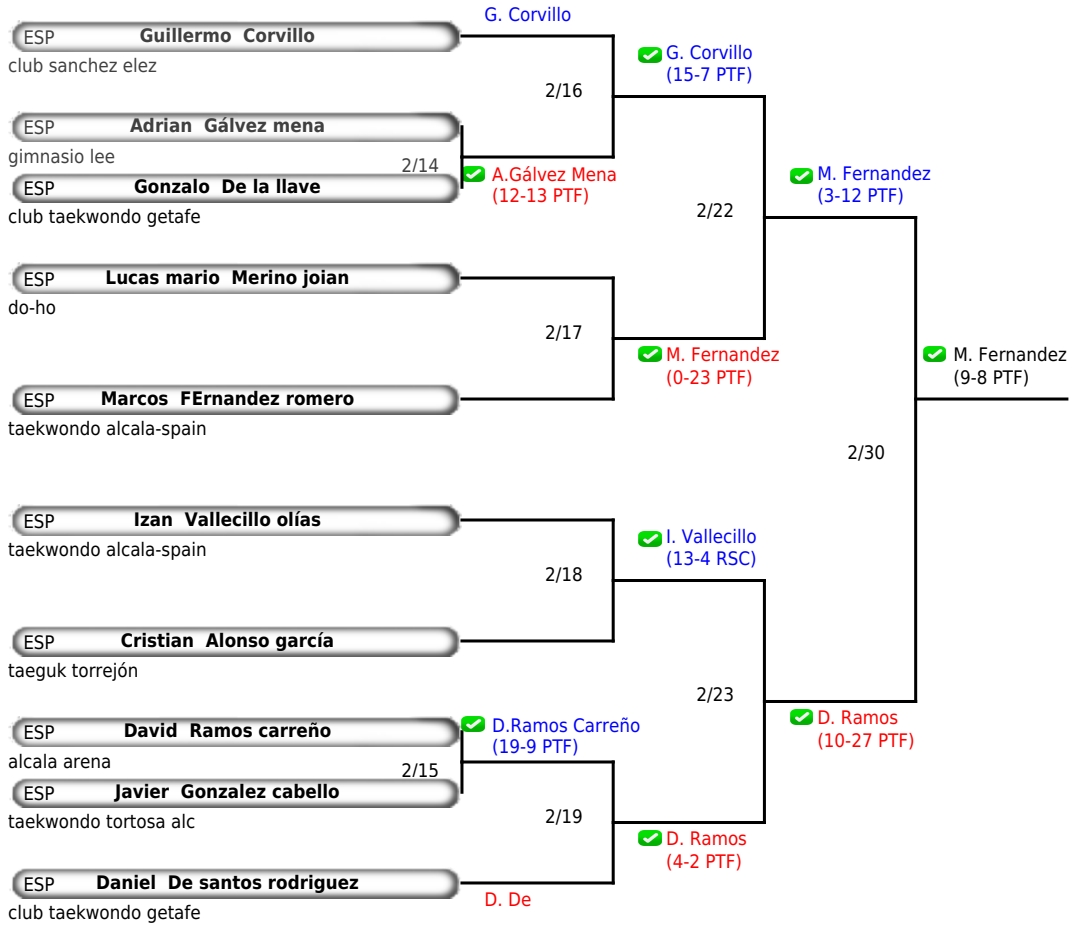 G. Corvillo
ESP Guillermo Corvillo
club sanchez elez
G. Corvillo
(15-7 PTF)
2/16
ESP Adrian Gálvez mena
gimnasio lee
2/14
A.Gálvez Mena
(12-13 PTF)
ESP Gonzalo De la llave
club taekwondo getafe
M. Fernandez
(3-12 PTF)
2/22
ESP Lucas mario Merino joian
do-ho
2/17
M. Fernandez
(0-23 PTF)
M. Fernandez
(9-8 PTF)
ESP Marcos FErnandez romero
taekwondo alcala-spain
2/30
ESP Izan Vallecillo olías
taekwondo alcala-spain
I. Vallecillo
(13-4 RSC)
2/18
ESP Cristian Alonso garcía
taeguk torrejón
2/23
D. Ramos
(10-27 PTF)
ESP David Ramos carreño
alcala arena
D.Ramos Carreño
(19-9 PTF)
2/15
ESP Javier Gonzalez cabello
taekwondo tortosa alc
2/19
D. Ramos
(4-2 PTF)
ESP Daniel De santos rodriguez
club taekwondo getafe
D. De